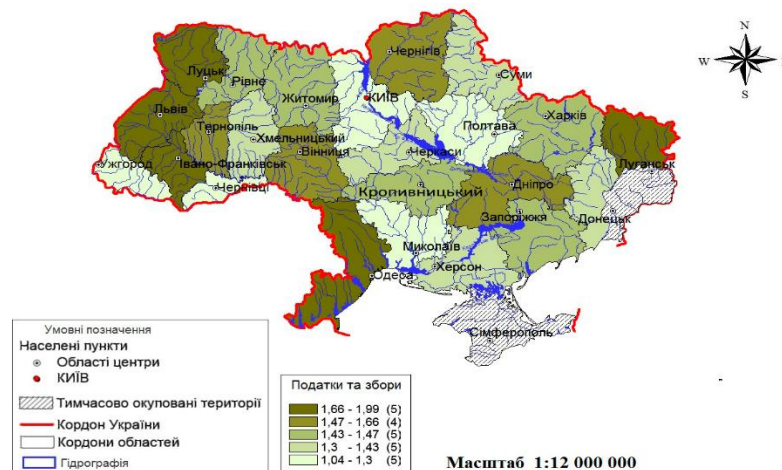 N
W E
S
Чернігів
Луцьк
Рівне
Суми
Житомир
КИЇВ
Львів
Харків
Тернопіль
Полтава
Хмельницький
Вінниця
Черкаси
Ужгород
Івано-Франківськ
Луганськ
Чернівці
Кропивницький
Дніпро
Запоріжжя
Донецьк
Миколаїв
Одеса
Херсон
Сімферополь
Умовні позначення
Населені пункти
Області центри
КИЇВ
Тимчасово окуповані території
Кордон України
Кордони областей
Гідрографія
Податки та збори
1,66 - 1,99 (5)
1,47 - 1,66 (4)
1,43 - 1,47 (5)
1,3 - 1,43 (5)
1,04 - 1,3 (5)
Масштаб 1:12 000 000